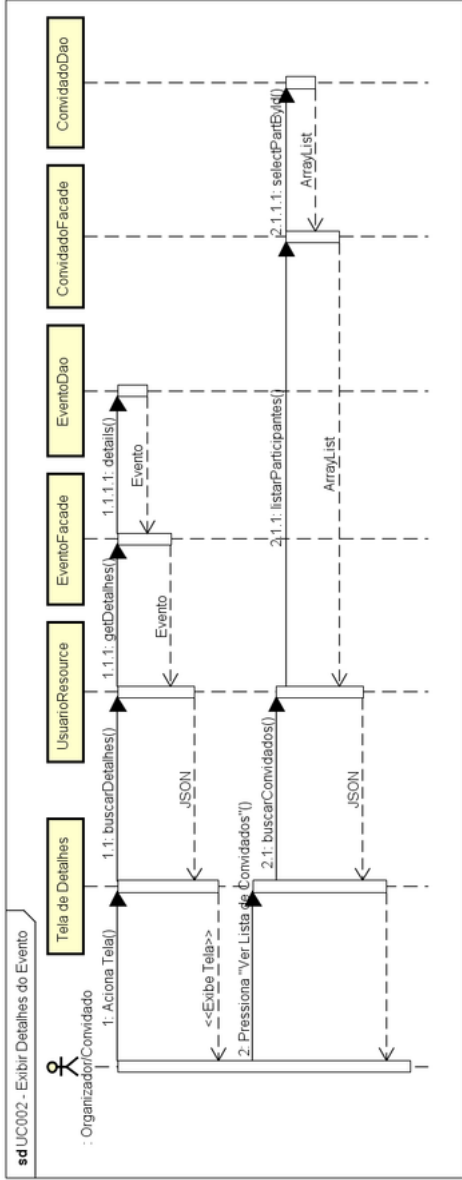 sd UC002 - Exibir Detalhes do Evento
: Organizador/Convidado
Tela de Detalhes
UsuarioResource
EventoFacade
EventoDao
ConvidadoFacade
ConvidadoDao
1: Aciona Tela()
1.1: buscarDetalhes()
1.1.1: getDetalhes()
1.1.1.1: details()
Evento
Evento
JSON
<<Exibe Tela>>
2: Pressiona "Ver Lista de Convidados"()
2.1: buscarConvidados()
2.1.1: listarParticipantes()
2.1.1.1: selectPartById()
ArrayList
ArrayList
JSON